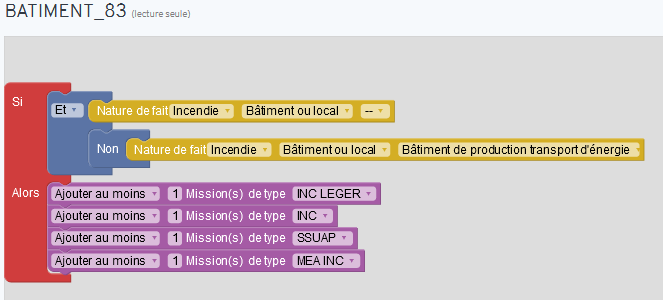 BATIMENT_83 (lecture seule)
Si
Et Nature de fait Incendie Bâtiment ou local --
Non Nature de fait Incendie Bâtiment ou local Bâtiment de production transport d'énergie
Alors Ajouter au moins 1 Mission(s) de type INC LEGER
Ajouter au moins 1 Mission(s) de type INC
Ajouter au moins 1 Mission(s) de type SSUAP
Ajouter au moins 1 Mission(s) de type MEA INC